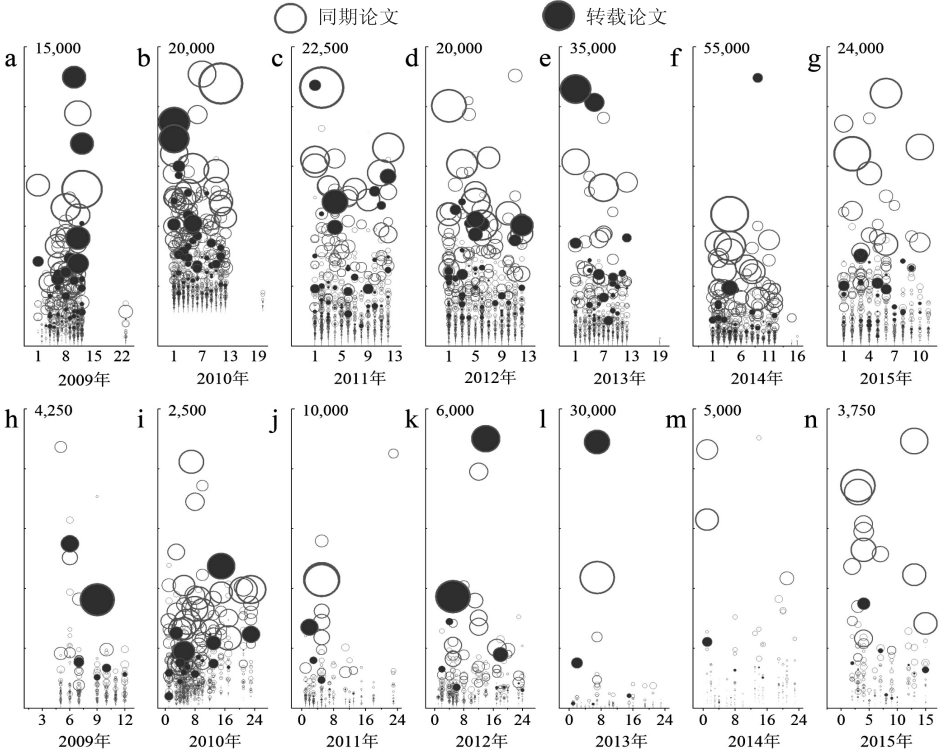 同期论文 转载论文
a 15,000 b 20,000 c 22,500 d 20,000 e 35,000 f 55,000 g 24,000
1 8 15 22 1 7 13 19 1 5 9 13 1 4 7 10 13 1 7 13 19 1 6 11 16 1 4 7 10
2009年 2010年 2011年 2012年 2013年 2014年 2015年
h 4,250 i 2,500 j 10,000 k 6,000 l 30,000 m 5,000 n 3,750
3 6 9 12 0 8 16 24 0 8 16 24 0 8 16 24 0 8 16 24 0 8 16 24 0 5 10 15
2009年 2010年 2011年 2012年 2013年 2014年 2015年